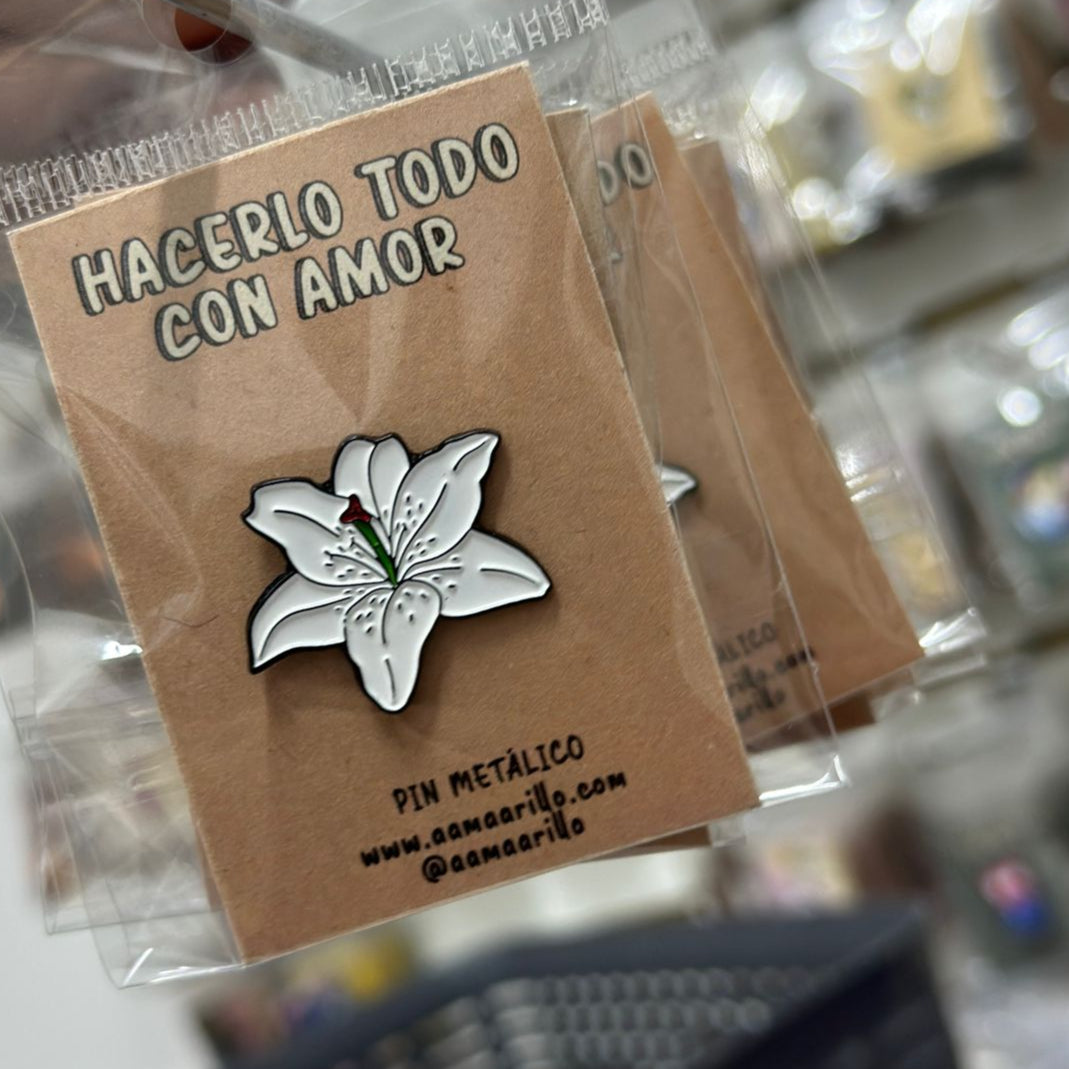 HACERLO TODO
CON AMOR
PIN METÁLICO
www.aamaarillo.com
@aamaarillo